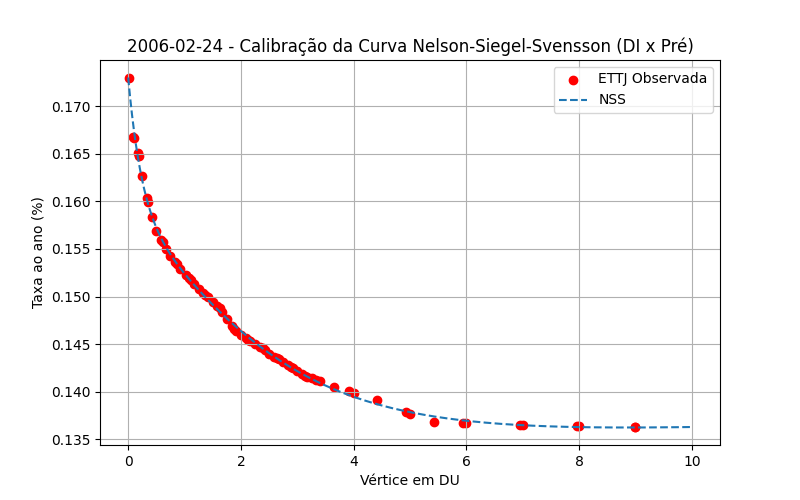 2006-02-24 - Calibração da Curva Nelson-Siegel-Svensson (DI x Pré)
ETTJ Observada
NSS
Taxa ao ano (%)
0.170
0.165
0.160
0.155
0.150
0.145
0.140
0.135
0 2 4 6 8 10
Vértice em DU